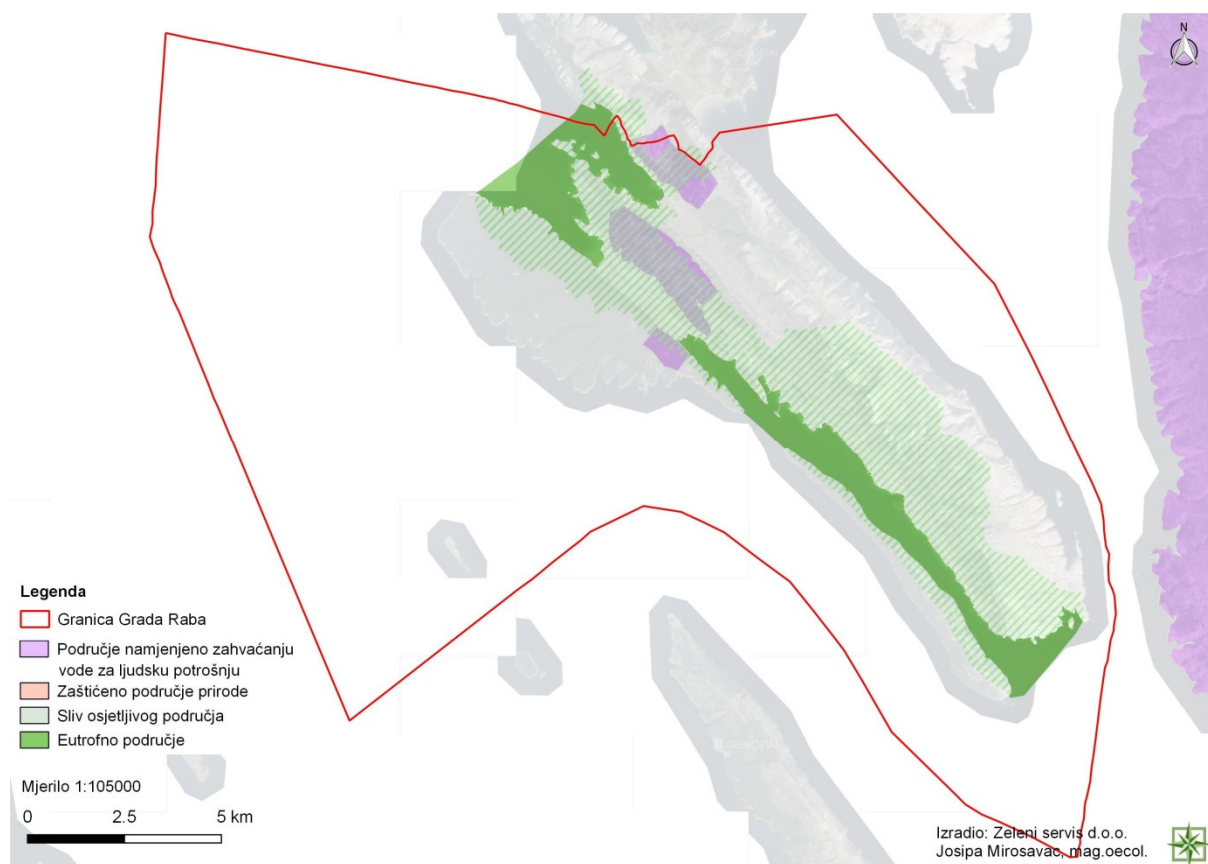 N
Legenda
Granica Grada Raba
Područje namjenjeno zahvaćanju
vode za ljudsku potrošnju
Zaštićeno područje prirode
Sliv osjetljivog područja
Eutrofno područje
Mjerilo 1:105000
0 2.5 5 km
Izradio: Zeleni servis d.o.o.
Josipa Mirosavac, mag.oecol.